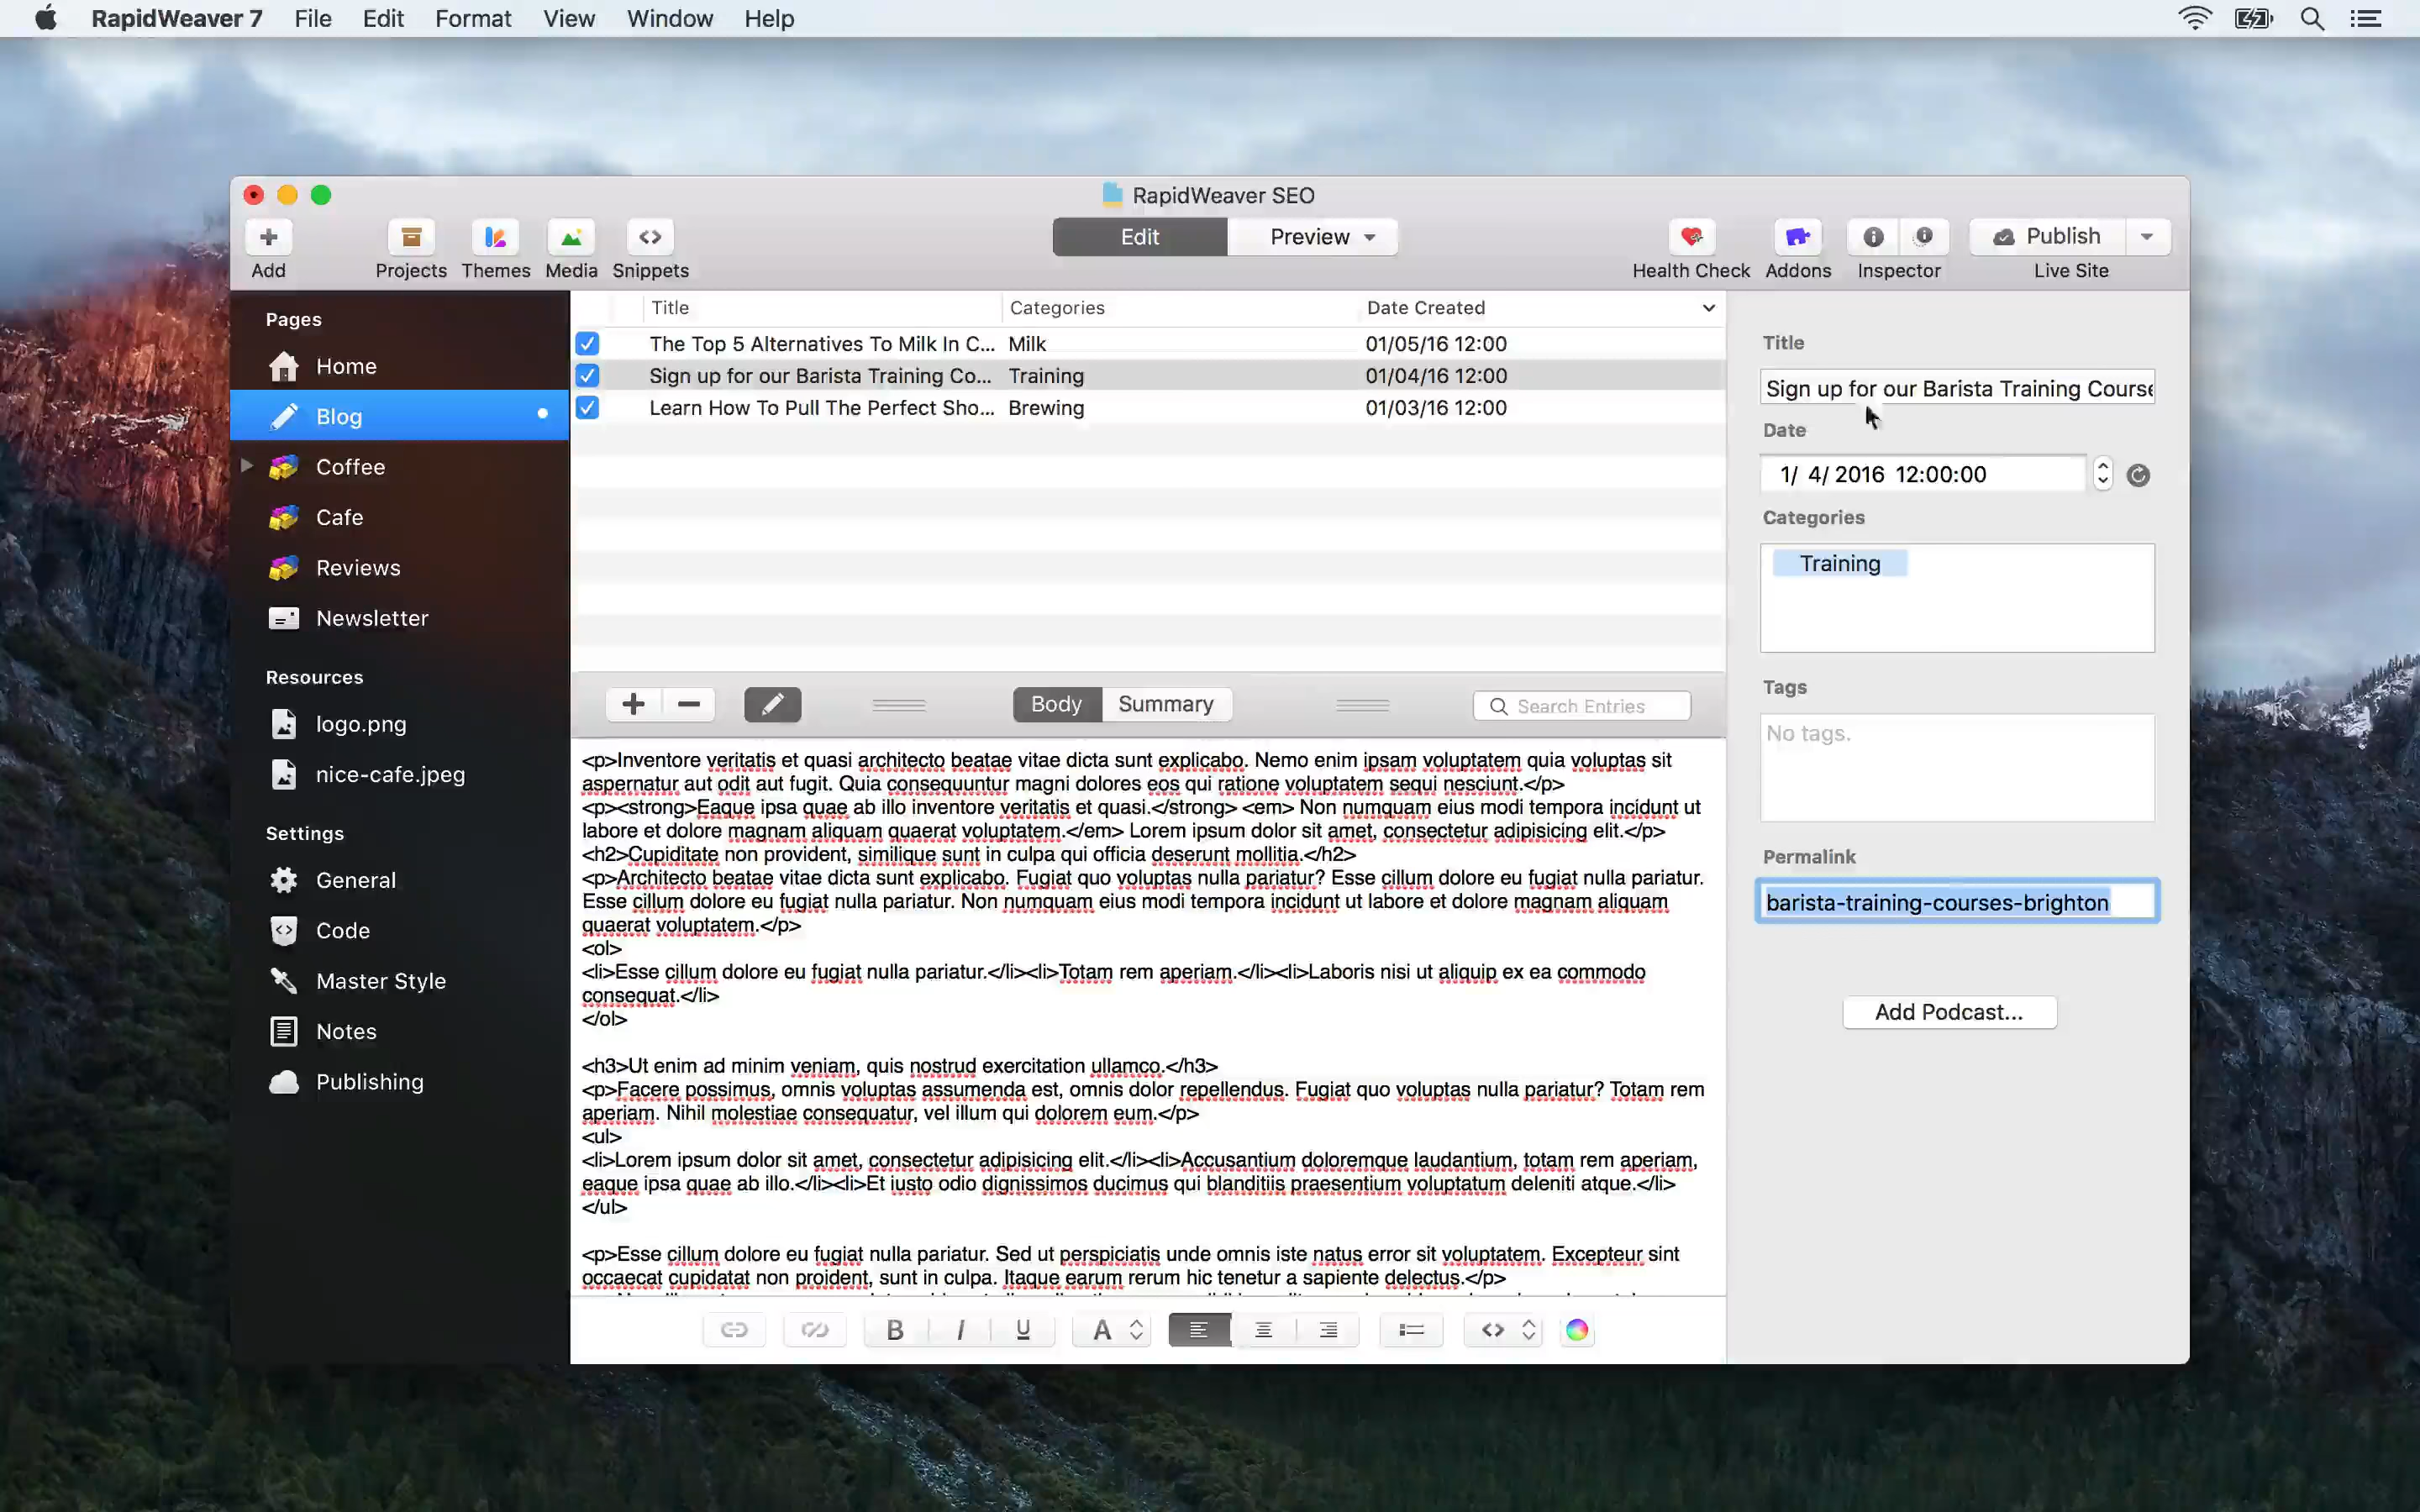 RapidWeaver 7 File Edit Format View Window Help
RapidWeaver SEO
Edit Preview Publish
Add Projects Themes Media Snippets Health Check Addons Inspector Live Site
Pages
Home
Blog
Coffee
Cafe
Reviews
Newsletter
Resources
logo.png
nice-cafe.jpeg
Settings
General
Code
Master Style
Notes
Publishing
Title Categories Date Created
The Top 5 Alternatives To Milk In C... Milk 01/05/16 12:00
Sign up for our Barista Training Co... Training 01/04/16 12:00
Learn How To Pull The Perfect Sho... Brewing 01/03/16 12:00
Body Summary Search Entries
<p>Inventore veritatis et quasi architecto beatae vitae dicta sunt explicabo. Nemo enim ipsam voluptatem quia voluptas sit
aspernatur aut odit aut fugit. Quia consequuntur magni dolores eos qui ratione voluptatem sequi nesciunt.</p>
<p><strong>Eaque ipsa quae ab illo inventore veritatis et quasi.</strong> <em> Non numquam eius modi tempora incidunt ut
labore et dolore magnam aliquam quaerat voluptatem.</em> Lorem ipsum dolor sit amet, consectetur adipisicing elit.</p>
<h2>Cupiditate non provident, similique sunt in culpa qui officia deserunt mollitia.</h2>
<p>Architecto beatae vitae dicta sunt explicabo. Fugiat quo voluptas nulla pariatur? Esse cillum dolore eu fugiat nulla pariatur.
Esse cillum dolore eu fugiat nulla pariatur. Non numquam eius modi tempora incidunt ut labore et dolore magnam aliquam
quaerat voluptatem.</p>
<ol>
<li>Esse cillum dolore eu fugiat nulla pariatur.</li><li>Totam rem aperiam.</li><li>Laboris nisi ut aliquip ex ea commodo
consequat.</li>
</ol>
<h3>Ut enim ad minim veniam, quis nostrud exercitation ullamco.</h3>
<p>Facere possimus, omnis voluptas assumenda est, omnis dolor repellendus. Fugiat quo voluptas nulla pariatur? Totam rem
aperiam. Nihil molestiae consequatur, vel illum qui dolorem eum.</p>
<ul>
<li>Lorem ipsum dolor sit amet, consectetur adipisicing elit.</li><li>Accusantium doloremque laudantium, totam rem aperiam,
eaque ipsa quae ab illo.</li><li>Et iusto odio dignissimos ducimus qui blanditiis praesentium voluptatum deleniti atque.</li>
</ul>
<p>Esse cillum dolore eu fugiat nulla pariatur. Sed ut perspiciatis unde omnis iste natus error sit voluptatem. Excepteur sint
occaecat cupidatat non proident, sunt in culpa. Itaque earum rerum hic tenetur a sapiente delectus.</p>
B I U A
Title
Sign up for our Barista Training Course
Date
1/ 4/ 2016 12:00:00
Categories
Training
Tags
No tags.
Permalink
barista-training-courses-brighton
Add Podcast...